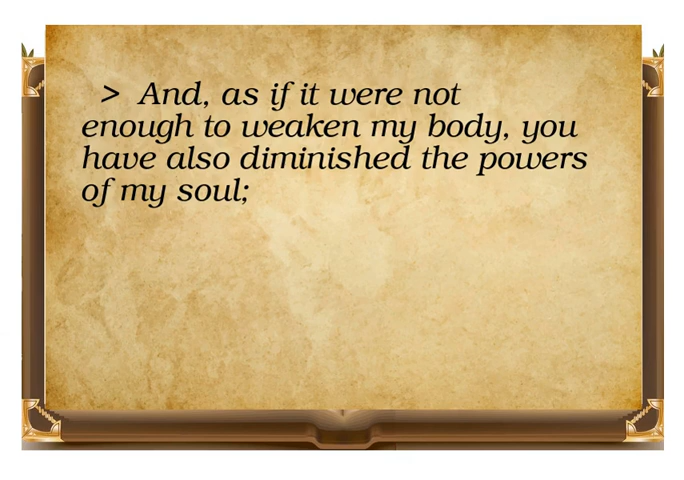 > And, as if it were not
enough to weaken my body, you
have also diminished the powers
of my soul;